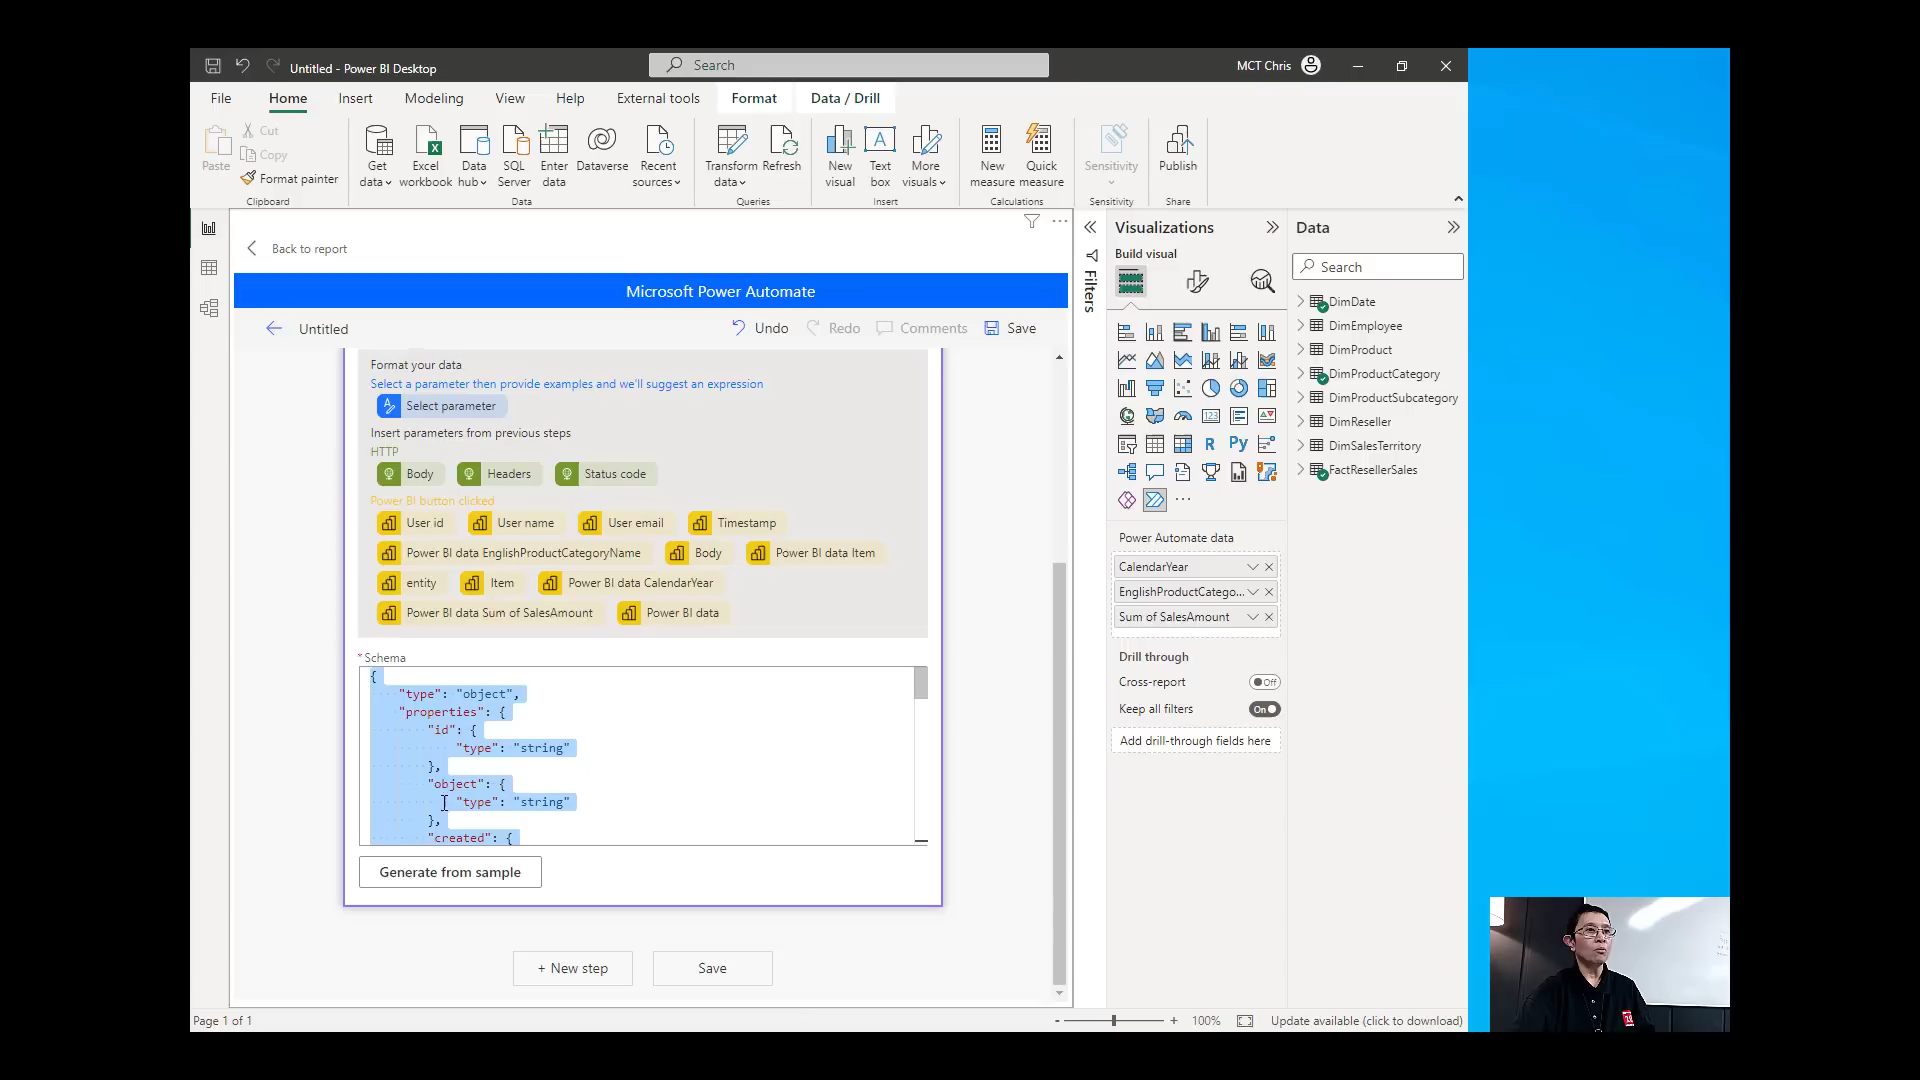 Untitled - Power BI Desktop
Search
MCT Chris
File
Home
Insert
Modeling
View
Help
External tools
Format
Data / Drill
Paste
Cut
Copy
Format painter
Clipboard
Get data
Excel workbook
Data hub
SQL Server
Enter data
Dataverse
Recent sources
Data
Transform data
Refresh
Queries
New visual
Text box
More visuals
Insert
New measure
Quick measure
Calculations
Sensitivity
Sensitivity
Publish
Share
Back to report
Microsoft Power Automate
Untitled
Undo
Redo
Comments
Save
Format your data
Select a parameter then provide examples and we'll suggest an expression
Select parameter
Insert parameters from previous steps
HTTP
Body
Headers
Status code
Power BI button clicked
User id
User name
User email
Timestamp
Power BI data EnglishProductCategoryName
Body
Power BI data Item
entity
Item
Power BI data CalendarYear
Power BI data Sum of SalesAmount
Power BI data
* Schema
{
"type": "object",
"properties": {
"id": {
"type": "string"
},
"object": {
"type": "string"
},
"created": {
Generate from sample
+ New step
Save
Filters
Visualizations
Build visual
R
Py
123
Power Automate data
CalendarYear
EnglishProductCatego...
Sum of SalesAmount
Drill through
Cross-report
Off
Keep all filters
On
Add drill-through fields here
Data
Search
DimDate
DimEmployee
DimProduct
DimProductCategory
DimProductSubcategory
DimReseller
DimSalesTerritory
FactResellerSales
Page 1 of 1
- + 100%
Update available (click to download)